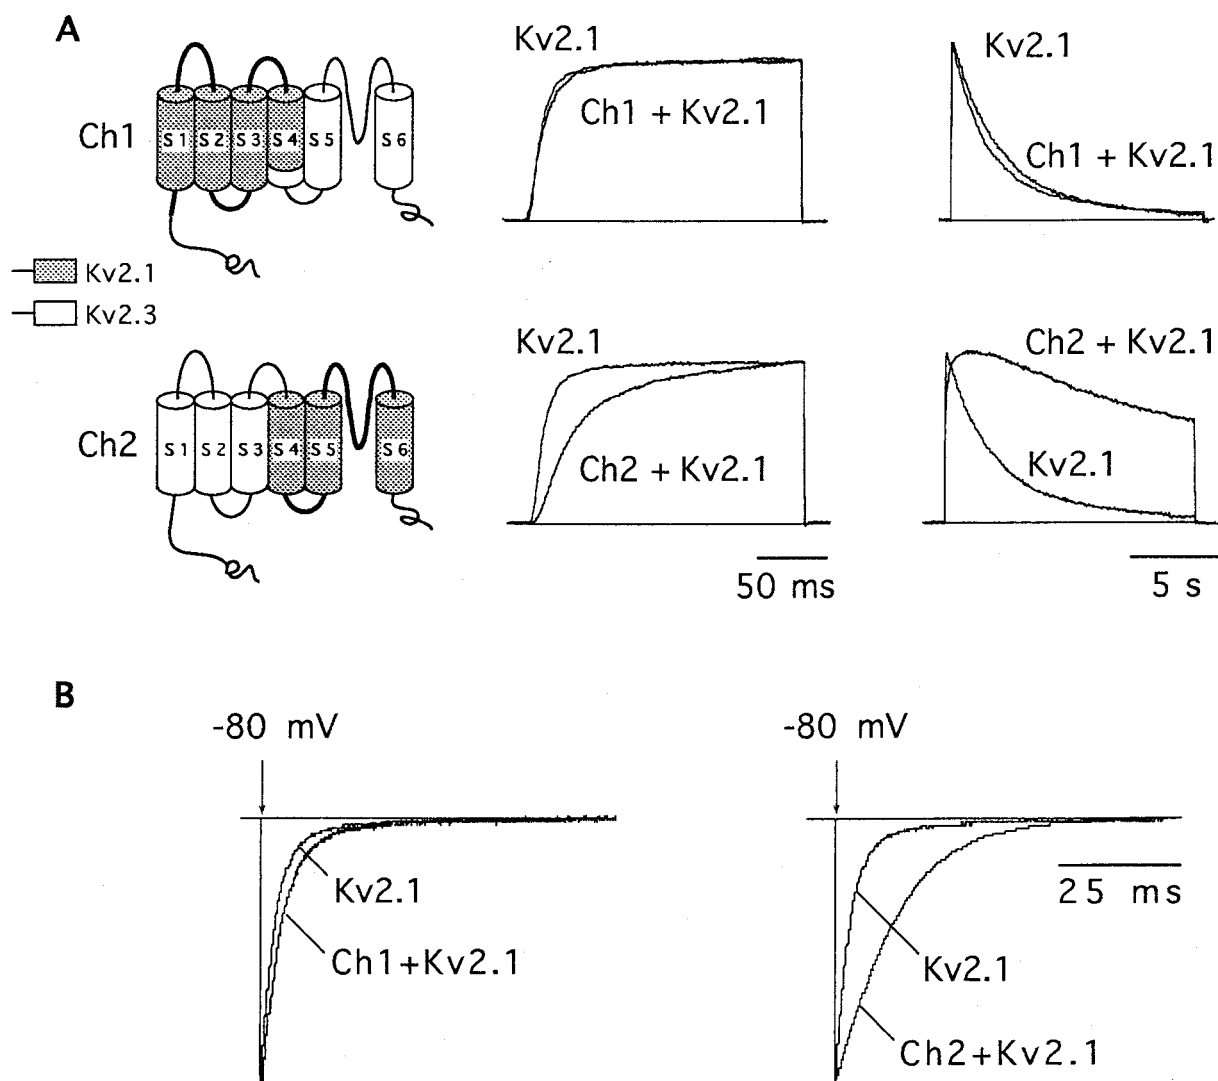 A
Kv2.1
Kv2.1
Ch1
S1 S2 S3 S4 S5 S6
Ch1 + Kv2.1
Ch1 + Kv2.1
Kv2.1
Kv2.3
Kv2.1
Ch2 + Kv2.1
Ch2
S1 S2 S3 S4 S5 S6
Ch2 + Kv2.1
Kv2.1
50 ms
5 s
B
-80 mV
-80 mV
Kv2.1
25 ms
Ch1+Kv2.1
Kv2.1
Ch2+Kv2.1